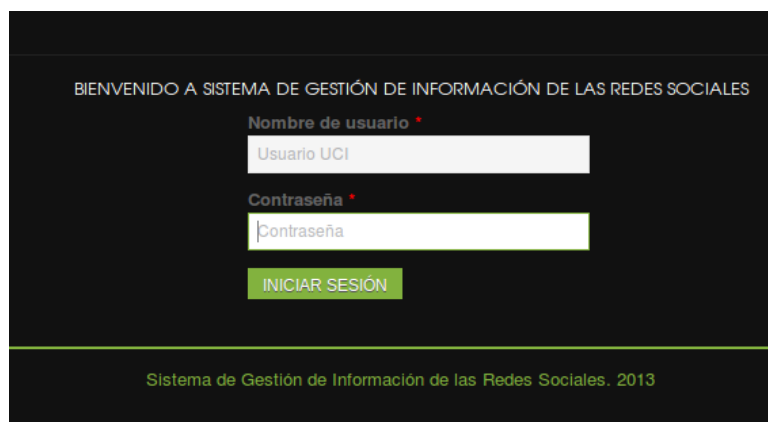 BIENVENIDO A SISTEMA DE GESTIÓN DE INFORMACIÓN DE LAS REDES SOCIALES
Nombre de usuario *
Usuario UCI
Contraseña *
Contraseña
INICIAR SESIÓN
Sistema de Gestión de Información de las Redes Sociales. 2013